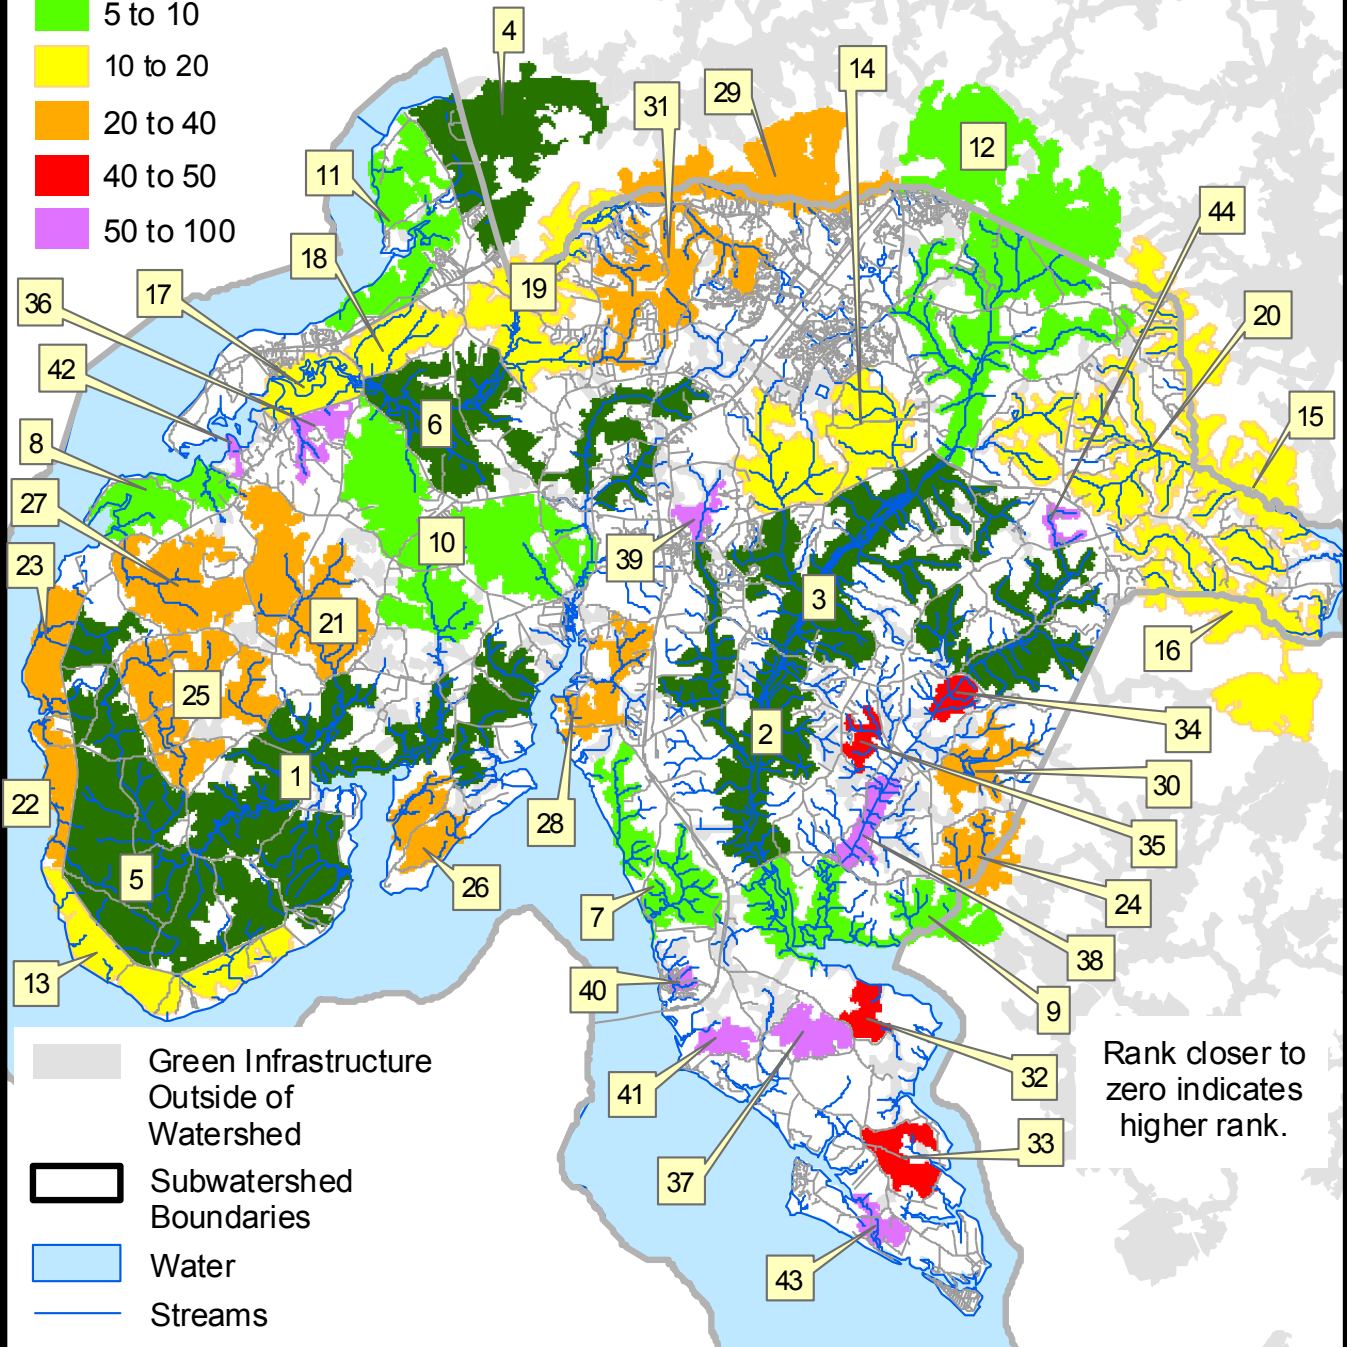 5 to 10
10 to 20
20 to 40
40 to 50
50 to 100
4
14
29
31
12
11
44
18
17
19
36
20
42
15
6
8
27
10
39
23
3
21
16
25
34
2
1
30
22
28
35
5
26
24
7
38
13
40
9
Green Infrastructure
Outside of
Watershed
Subwatershed
Boundaries
Water
Streams
Rank closer to
zero indicates
higher rank.
32
41
33
37
43